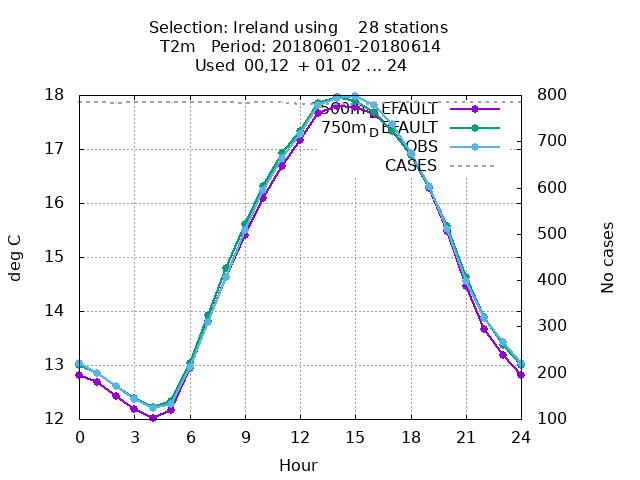 Selection: Ireland using 28 stations
T2m Period: 20180601-20180614
Used 00,12 + 01 02 ... 24
18
17
16
15
14
13
12
800
700
600
500
400
300
200
100
deg C
No cases
500m_DEFAULT
750m_DEFAULT
OBS
CASES
0 3 6 9 12 15 18 21 24
Hour